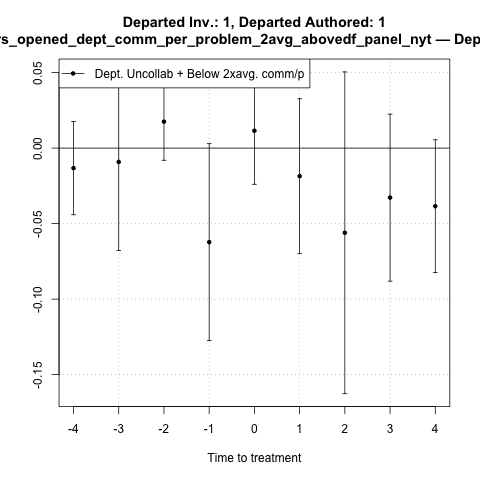 Departed Inv.: 1, Departed Authored: 1
rs_opened_dept_comm_per_problem_2avg_abovedf_panel_nyt — Dep
Dept. Uncollab + Below 2xavg. comm/p
0.05
0.00
-0.05
-0.10
-0.15
-4 -3 -2 -1 0 1 2 3 4
Time to treatment